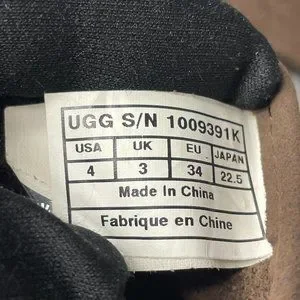 UGG S/N 1009391K
USA UK EU JAPAN
4 3 34 22.5
Made In China
Fabrique en Chine